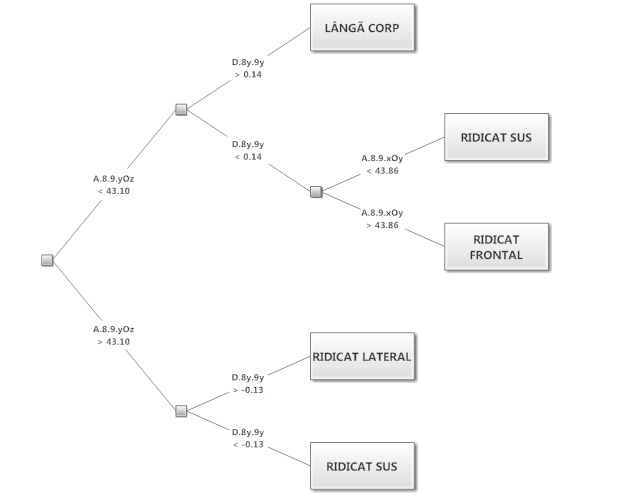 LÂNGĂ CORP
D.8y.9y
> 0.14
D.8y.9y
< 0.14
RIDICAT SUS
A.8.9.xOy
< 43.86
A.8.9.yOz
< 43.10
A.8.9.xOy
> 43.86
RIDICAT
FRONTAL
A.8.9.yOz
> 43.10
RIDICAT LATERAL
D.8y.9y
> -0.13
D.8y.9y
< -0.13
RIDICAT SUS